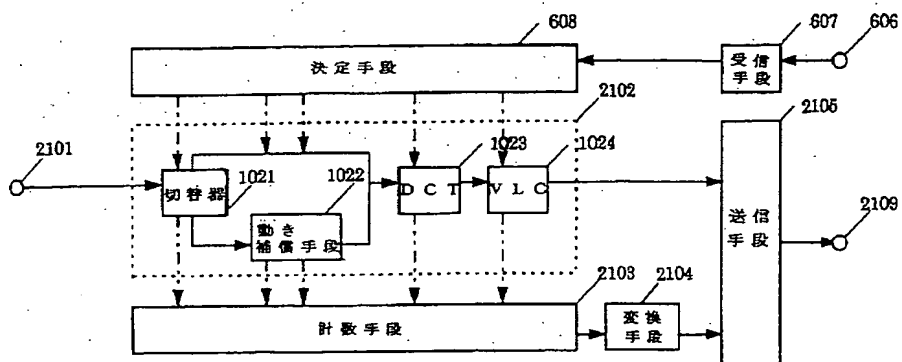 608
607
606
決定手段
受信
手段
2102
2105
2101
1023
1024
切替器
1021
1022
DCT
VLC
動き
補償手段
送信
手段
2109
2103
2104
計数手段
変換
手段